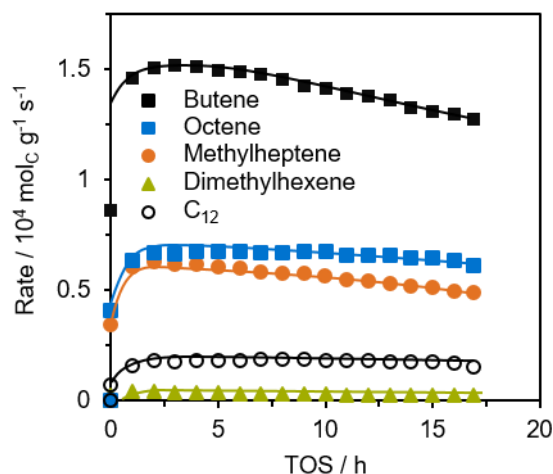 1.5
Butene
Octene
1
Methylheptene
Dimethylhexene
C₁₂
0.5
0
0
5
10
15
20
TOS / h
Rate / 10⁴ mol_C g⁻¹ s⁻¹